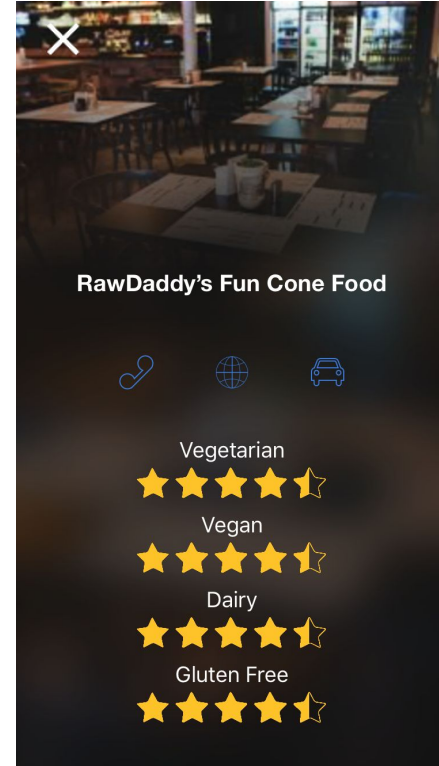 RawDaddy’s Fun Cone Food
Vegetarian
Vegan
Dairy
Gluten Free